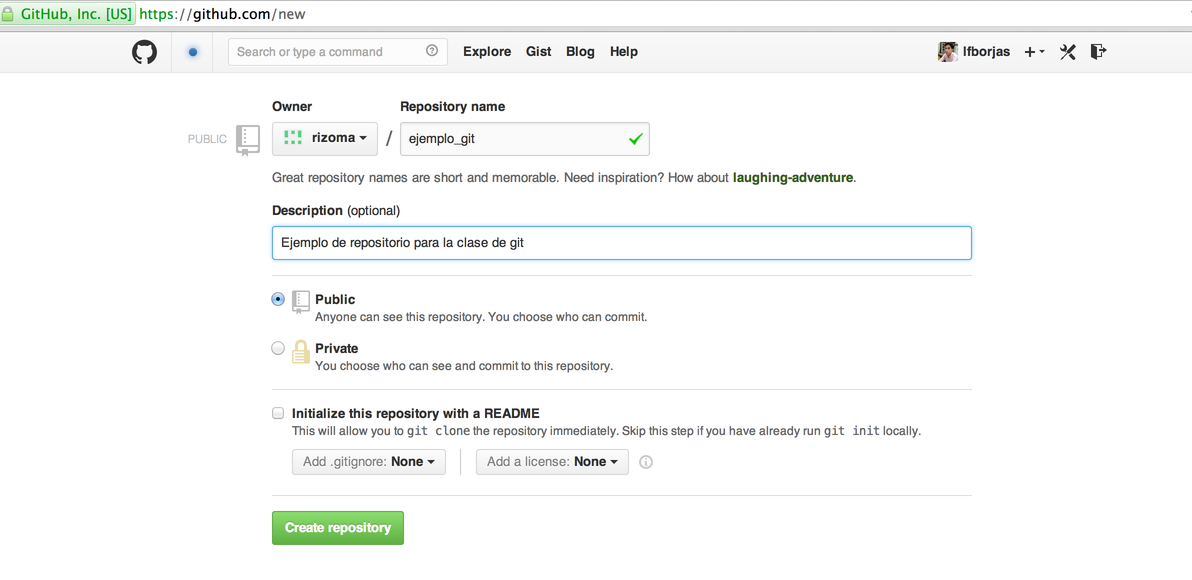 GitHub, Inc. [US] https://github.com/new
Search or type a command Explore Gist Blog Help lfborjas
Owner Repository name
PUBLIC rizoma / ejemplo_git
Great repository names are short and memorable. Need inspiration? How about laughing-adventure.
Description (optional)
Ejemplo de repositorio para la clase de git
Public
Anyone can see this repository. You choose who can commit.
Private
You choose who can see and commit to this repository.
Initialize this repository with a README
This will allow you to git clone the repository immediately. Skip this step if you have already run git init locally.
Add .gitignore: None Add a license: None
Create repository